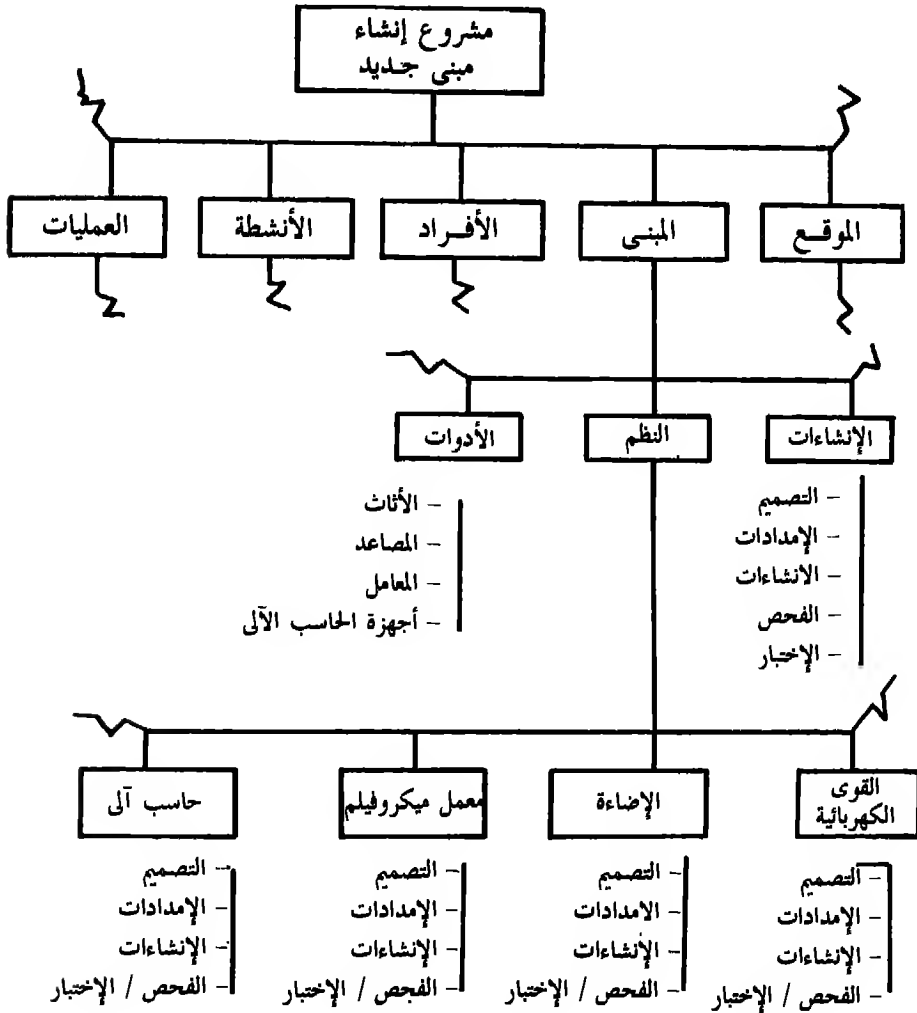 مشروع إنشاء
مبنى جديد
الموقع
المبنى
الأفراد
الأنشطة
العمليات
الإنشاءات
النظم
الأدوات
- التصميم
- الإمدادات
- الانشاءات
- الفحص
- الإختبار
- الأثاث
- المصاعد
- المعامل
- أجهزة الحاسب الآلى
القوى
الكهربائية
الإضاءة
معمل ميكروفيلم
حاسب آلى
- التصميم
- الإمدادات
- الإنشاءات
- الفحص / الإختبار
- التصميم
- الامدادات
- الإنشاءات
- الفحص / الإختبار
- التصميم
- الإمدادات
- الإنشاءات
- الفحص / الإختبار
- التصميم
- الإمدادات
- الإنشاءات
- الفحص / الإختبار